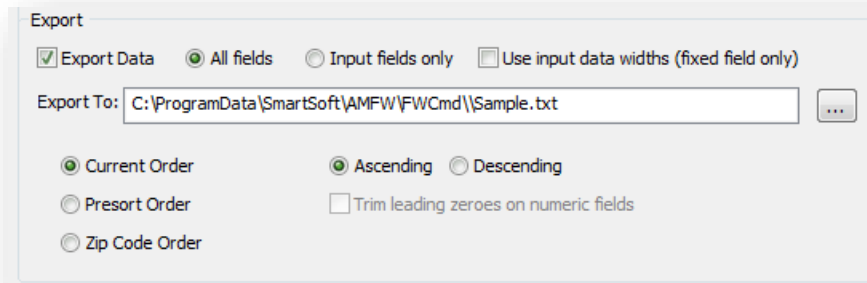 Export
Export Data All fields Input fields only Use input data widths (fixed field only)
Export To: C:\ProgramData\SmartSoft\AMFW\FWCmd\\Sample.txt ...
Current Order Ascending Descending
Presort Order Trim leading zeroes on numeric fields
Zip Code Order